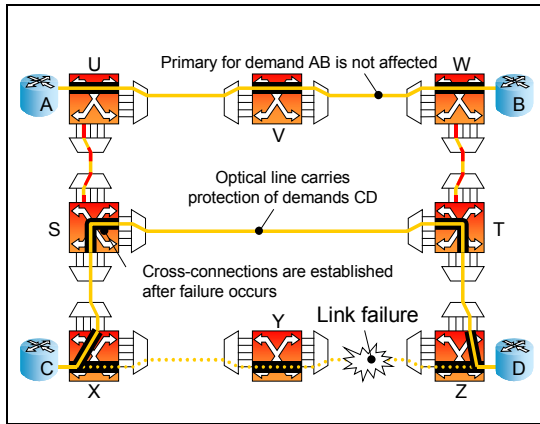 U
W
Primary for demand AB is not affected
A
B
V
Optical line carries
protection of demands CD
S
T
Cross-connections are established
after failure occurs
Y
Link failure
C
D
X
Z